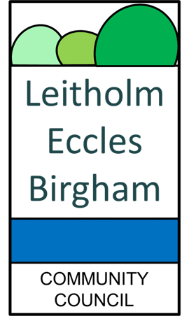 Leitholm
Eccles
Birgham
COMMUNITY
COUNCIL